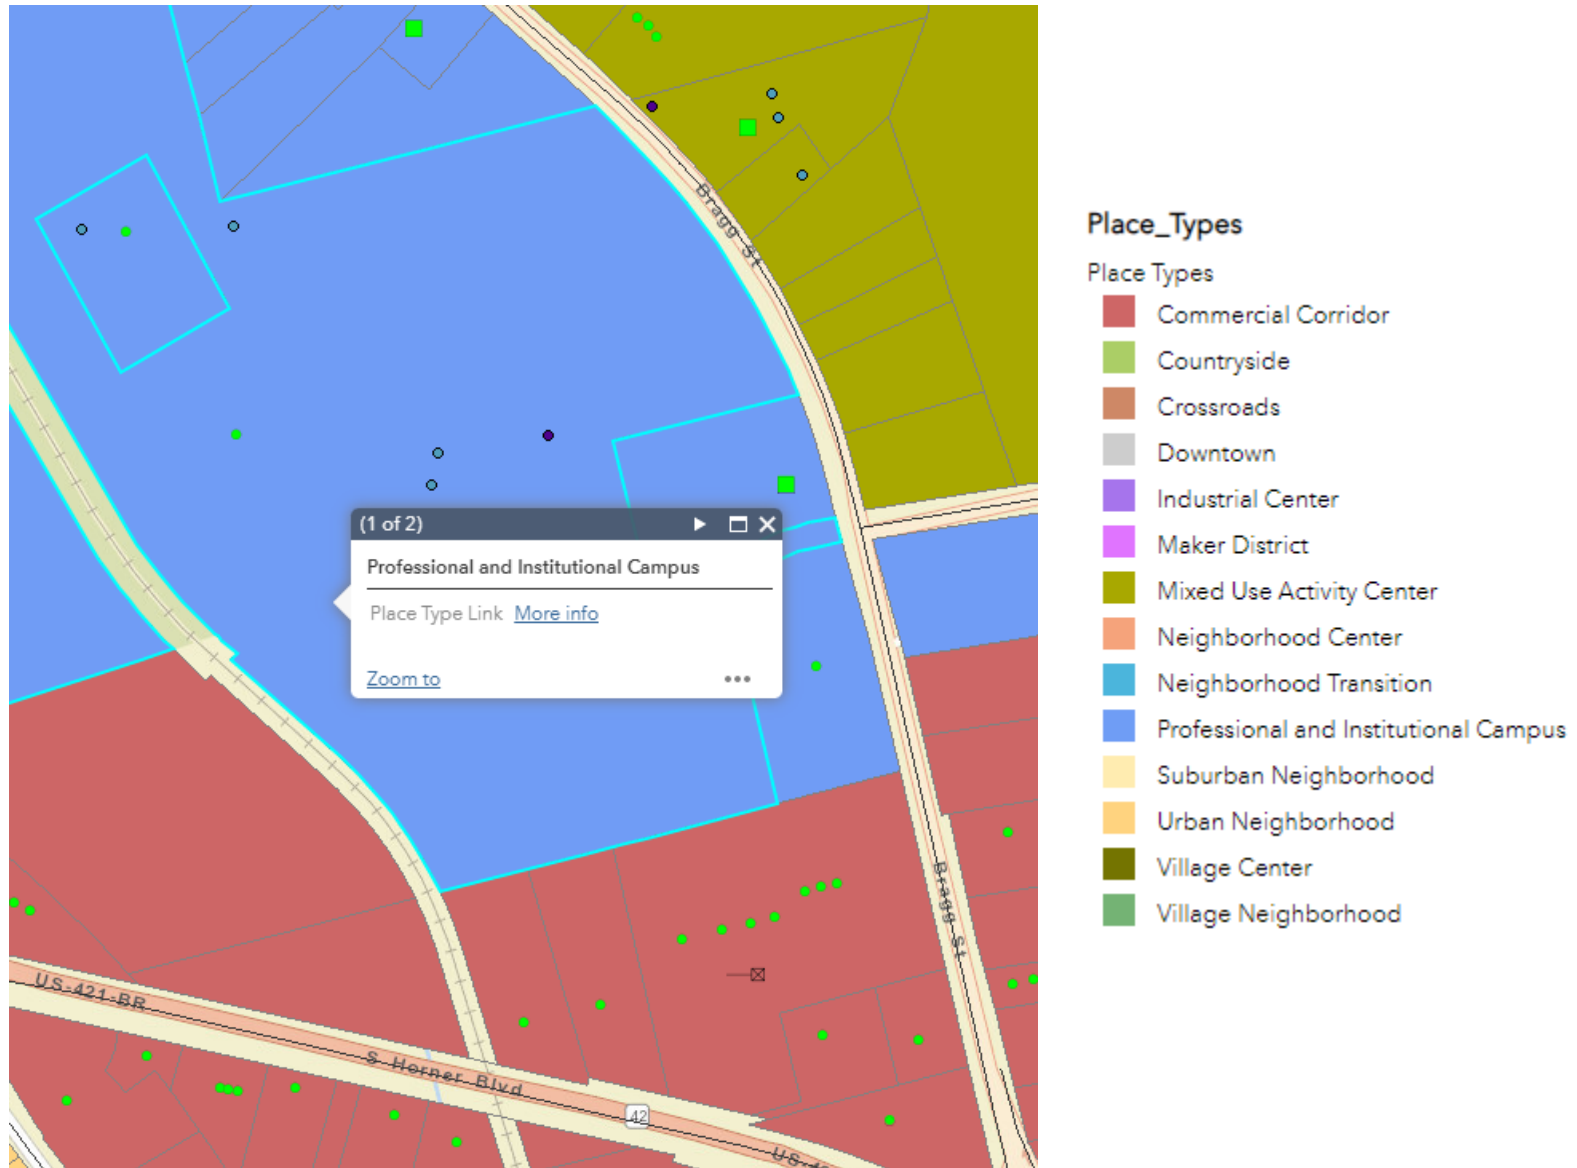 Bragg St
(1 of 2)
Professional and Institutional Campus
Place Type Link More info
Zoom to
Bragg St
US-421-BR
S Horner Blvd
42
Place_Types
Place Types
Commercial Corridor
Countryside
Crossroads
Downtown
Industrial Center
Maker District
Mixed Use Activity Center
Neighborhood Center
Neighborhood Transition
Professional and Institutional Campus
Suburban Neighborhood
Urban Neighborhood
Village Center
Village Neighborhood